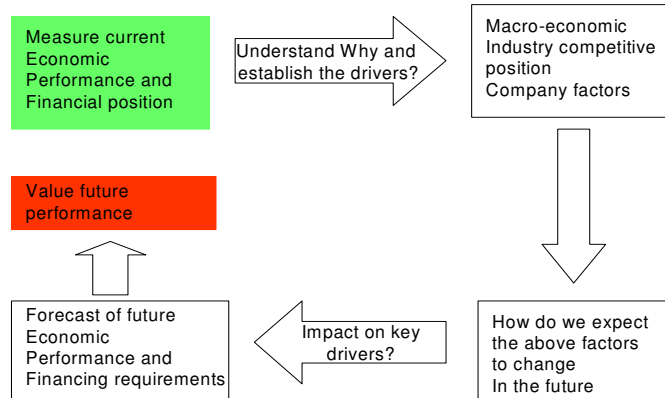 Measure current
Economic
Performance and
Financial position
Understand Why and
establish the drivers?
Macro-economic
Industry competitive
position
Company factors
Value future
performance
Forecast of future
Economic
Performance and
Financing requirements
Impact on key
drivers?
How do we expect
the above factors
to change
In the future